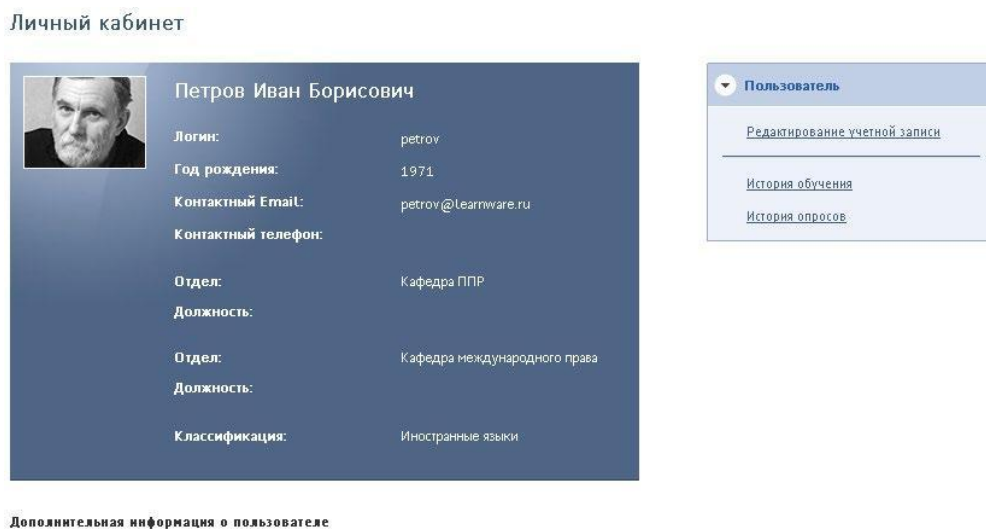 Личный кабинет
Петров Иван Борисович
Логин: petrov
Год рождения: 1971
Контактный Email: petrov@learnware.ru
Контактный телефон:
Отдел: Кафедра ППР
Должность:
Отдел: Кафедра международного права
Должность:
Классификация: Иностранные языки
Дополнительная информация о пользователе
Пользователь
Редактирование учетной записи
История обучения
История опросов